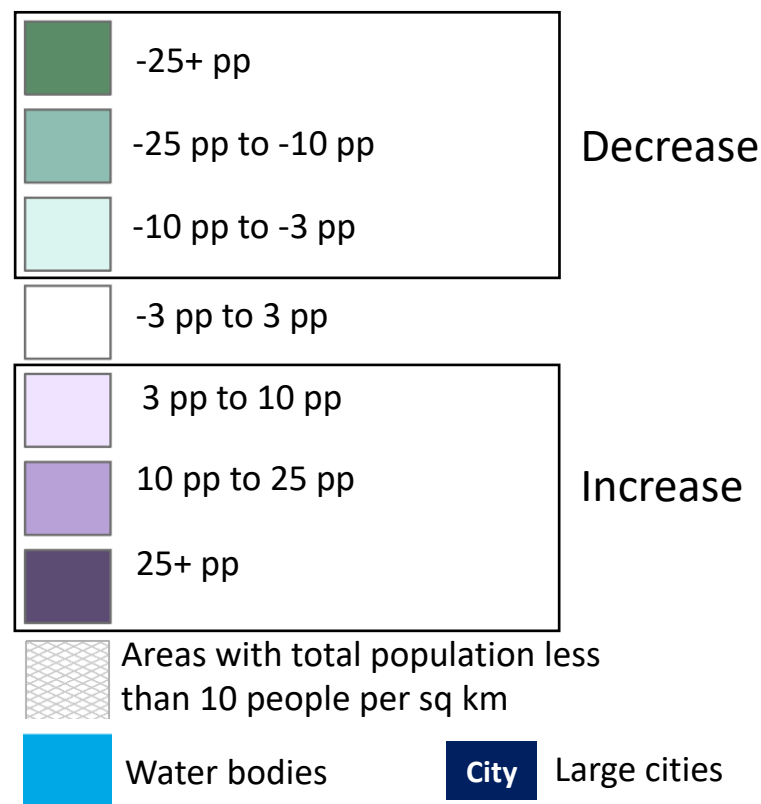 -25+ pp
-25 pp to -10 pp
Decrease
-10 pp to -3 pp
-3 pp to 3 pp
3 pp to 10 pp
10 pp to 25 pp
Increase
25+ pp
Areas with total population less
than 10 people per sq km
Water bodies
City
Large cities